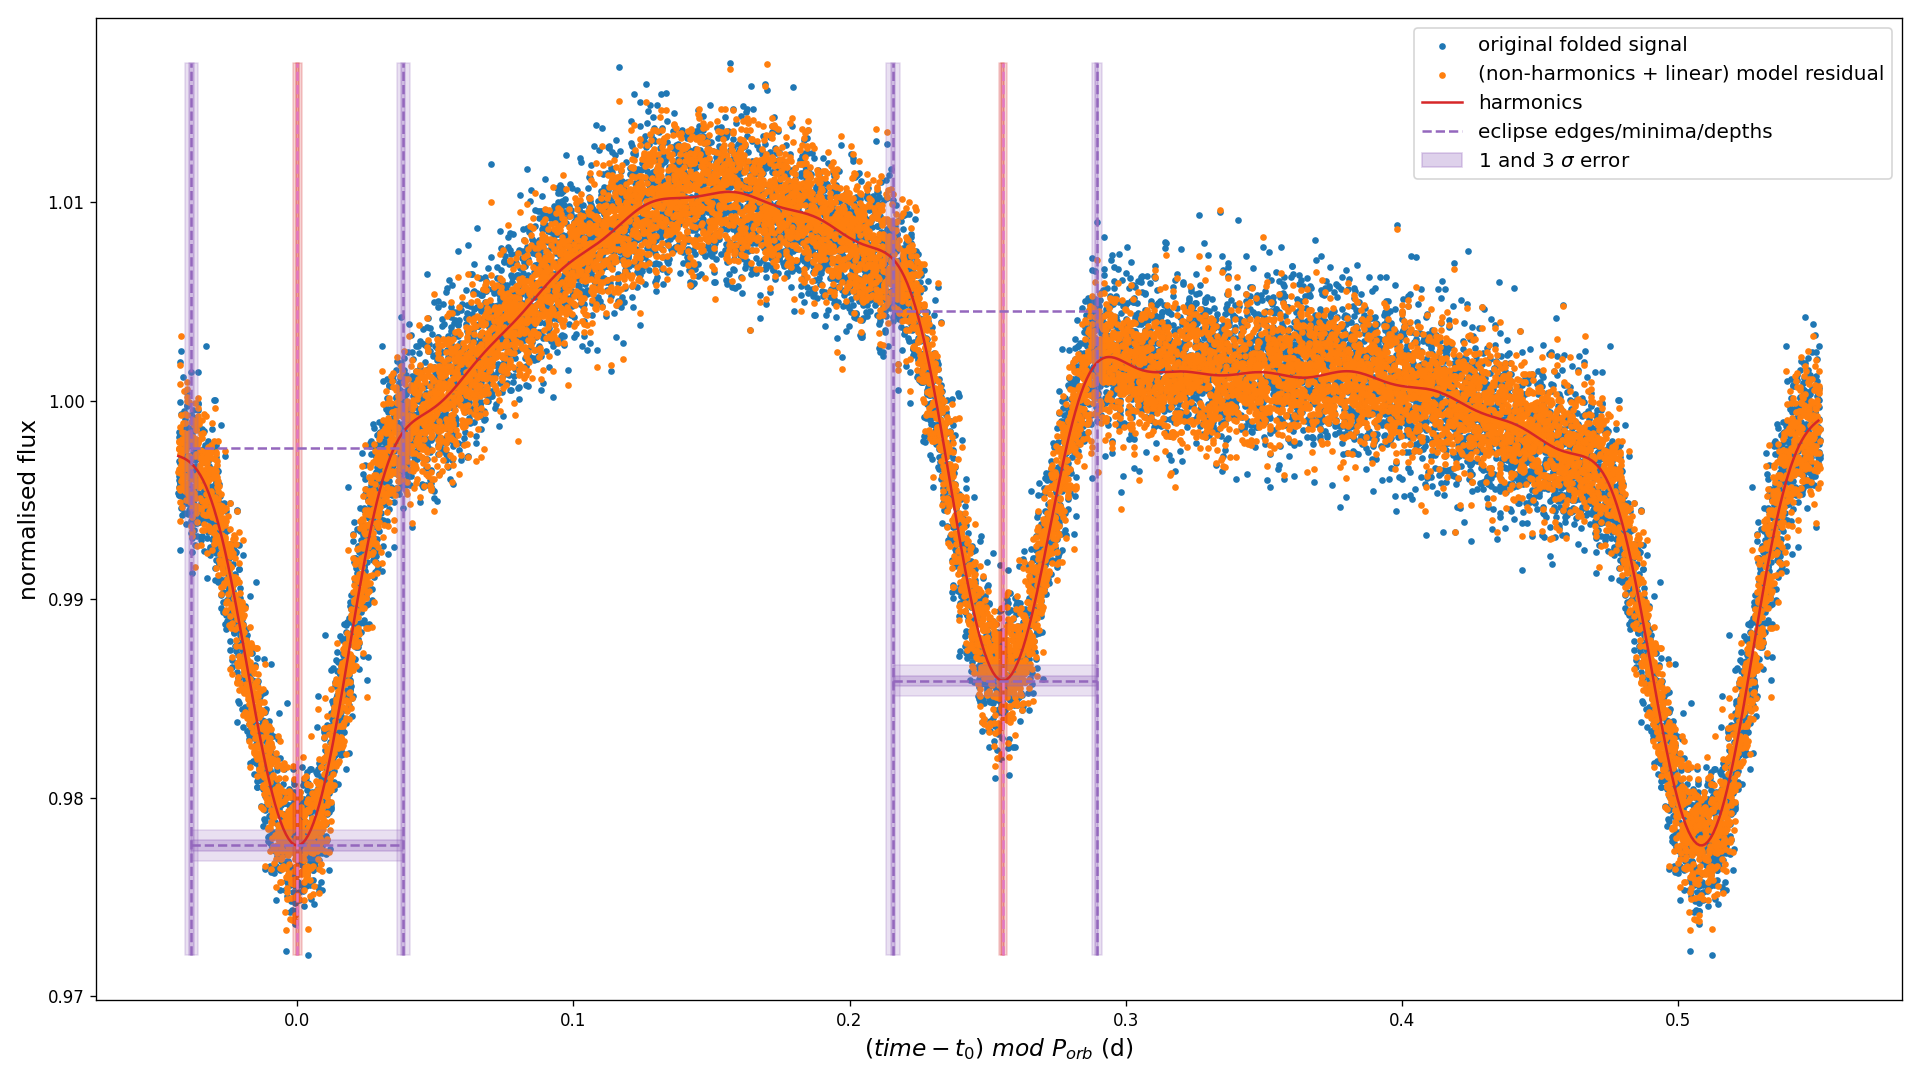 original folded signal
(non-harmonics + linear) model residual
harmonics
eclipse edges/minima/depths
1 and 3 σ error
normalised flux
1.01
1.00
0.99
0.98
0.97
0.0 0.1 0.2 0.3 0.4 0.5
(time − t₀) mod Pₒᵣb (d)